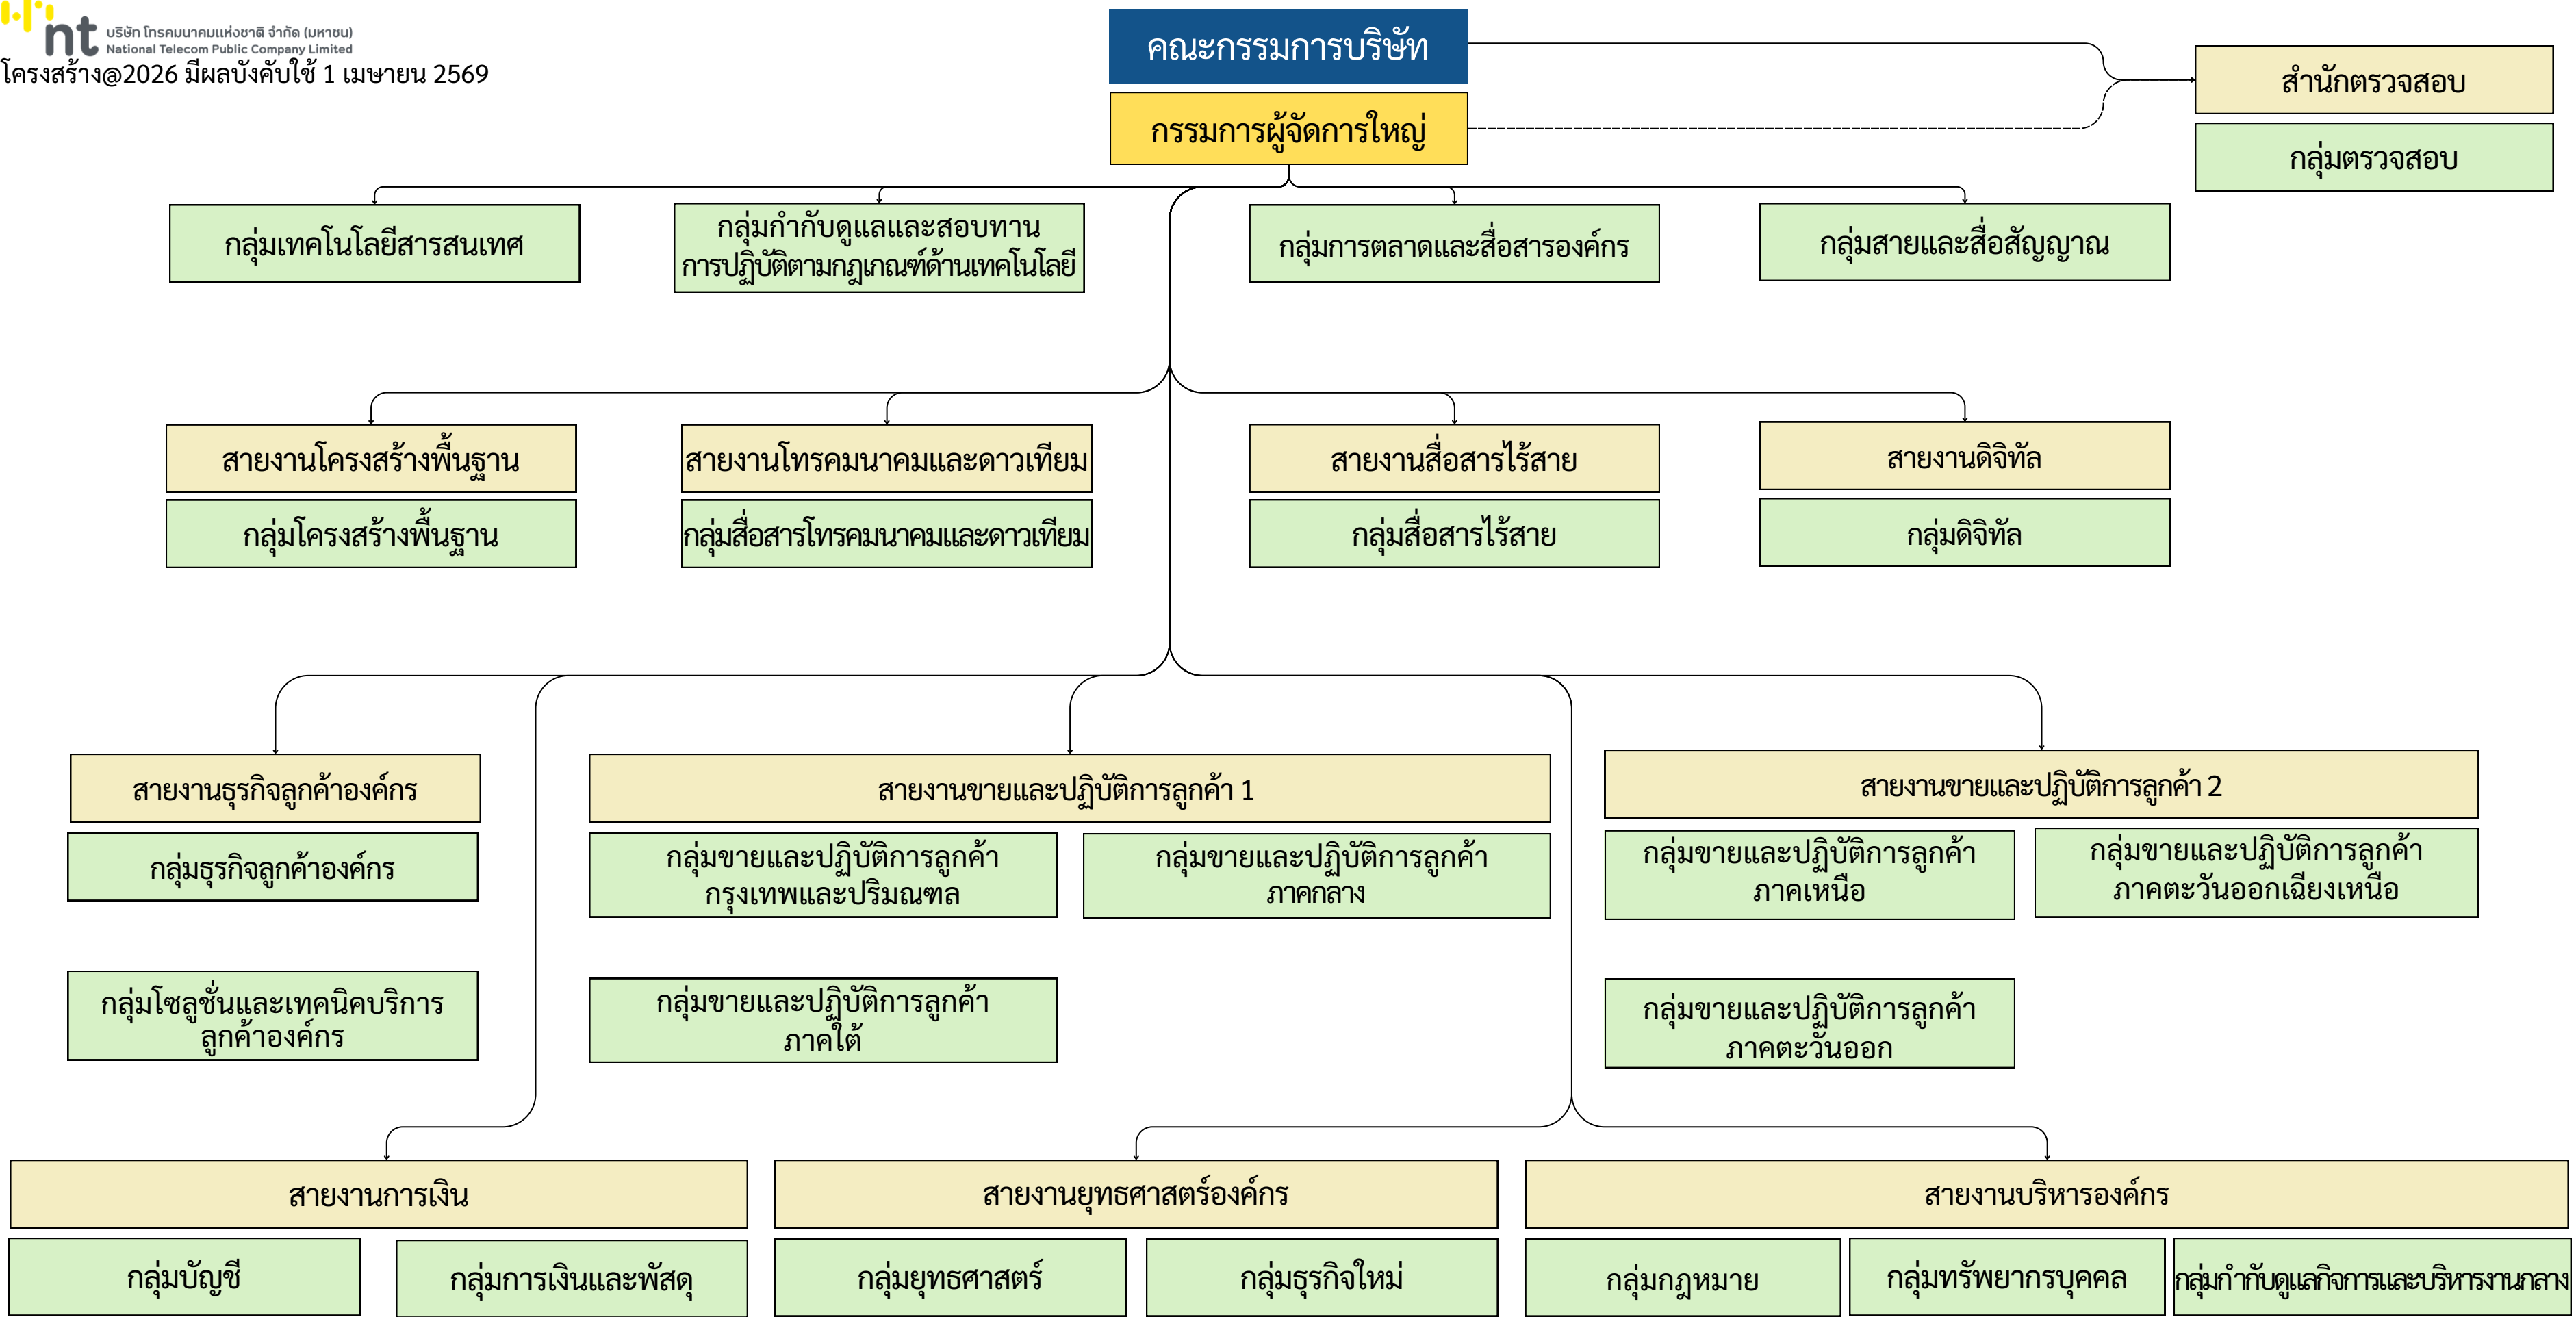 nt
บริษัท โทรคมนาคมแห่งชาติ จำกัด (มหาชน)
National Telecom Public Company Limited
โครงสร้าง@2026 มีผลบังคับใช้ 1 เมษายน 2569
คณะกรรมการบริษัท
กรรมการผู้จัดการใหญ่
สำนักตรวจสอบ
กลุ่มตรวจสอบ
กลุ่มเทคโนโลยีสารสนเทศ
กลุ่มกำกับดูแลและสอบทาน
การปฏิบัติตามกฎเกณฑ์ด้านเทคโนโลยี
กลุ่มการตลาดและสื่อสารองค์กร
กลุ่มสายและสื่อสัญญาณ
สายงานโครงสร้างพื้นฐาน
กลุ่มโครงสร้างพื้นฐาน
สายงานโทรคมนาคมและดาวเทียม
กลุ่มสื่อสารโทรคมนาคมและดาวเทียม
สายงานสื่อสารไร้สาย
กลุ่มสื่อสารไร้สาย
สายงานดิจิทัล
กลุ่มดิจิทัล
สายงานธุรกิจลูกค้าองค์กร
กลุ่มธุรกิจลูกค้าองค์กร
กลุ่มโซลูชั่นและเทคนิคบริการ
ลูกค้าองค์กร
สายงานขายและปฏิบัติการลูกค้า 1
กลุ่มขายและปฏิบัติการลูกค้า
กรุงเทพและปริมณฑล
กลุ่มขายและปฏิบัติการลูกค้า
ภาคกลาง
กลุ่มขายและปฏิบัติการลูกค้า
ภาคใต้
สายงานขายและปฏิบัติการลูกค้า 2
กลุ่มขายและปฏิบัติการลูกค้า
ภาคเหนือ
กลุ่มขายและปฏิบัติการลูกค้า
ภาคตะวันออกเฉียงเหนือ
กลุ่มขายและปฏิบัติการลูกค้า
ภาคตะวันออก
สายงานการเงิน
กลุ่มบัญชี
กลุ่มการเงินและพัสดุ
สายงานยุทธศาสตร์องค์กร
กลุ่มยุทธศาสตร์
กลุ่มธุรกิจใหม่
สายงานบริหารองค์กร
กลุ่มกฎหมาย
กลุ่มทรัพยากรบุคคล
กลุ่มกำกับดูแลกิจการและบริหารงานกลาง